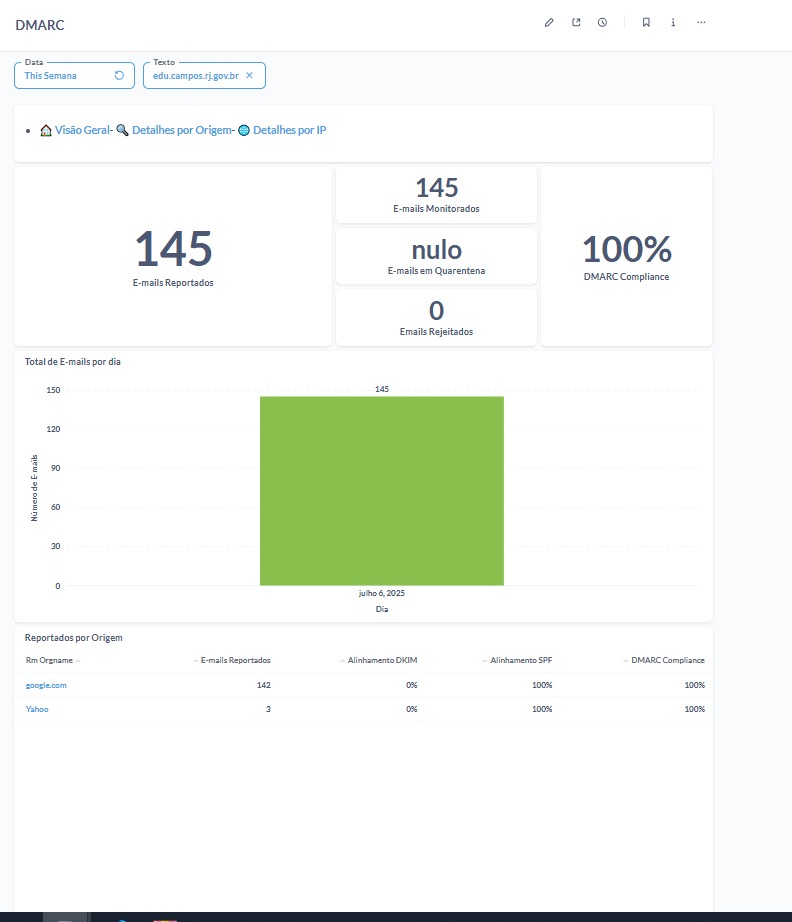 DMARC
Data
This Semana
Texto
edu.campos.rj.gov.br
Visão Geral- Detalhes por Origem- Detalhes por IP
145
E-mails Reportados
145
E-mails Monitorados
nulo
E-mails em Quarentena
0
Emails Rejeitados
100%
DMARC Compliance
Total de E-mails por dia
145
150
120
90
60
30
0
Número de E-mails
julho 6, 2025
Dia
Reportados por Origem
Rm Orgname E-mails Reportados Alinhamento DKIM Alinhamento SPF DMARC Compliance
google.com 142 0% 100% 100%
Yahoo 3 0% 100% 100%